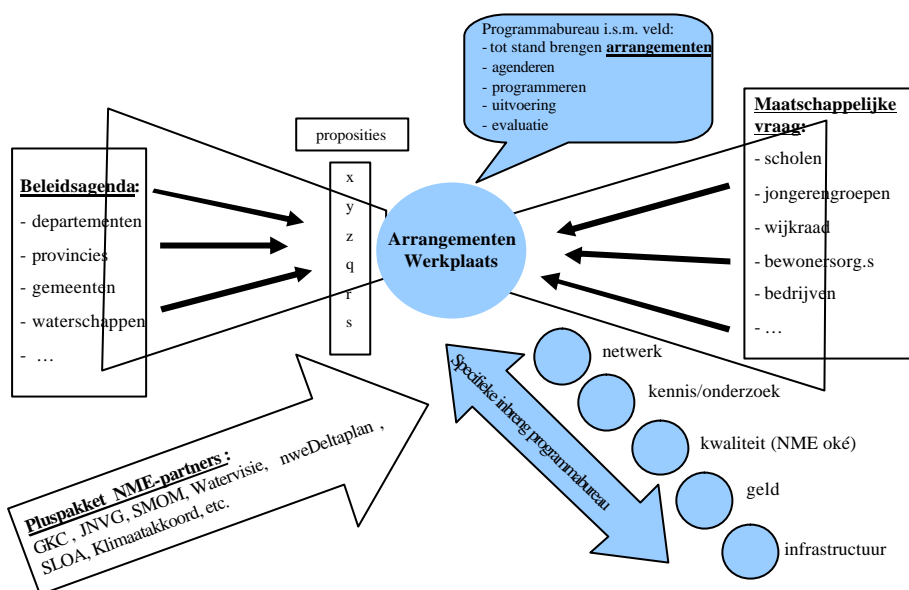 Programmabureau i.s.m. veld:
- tot stand brengen arrangementen
- agenderen
- programmeren
- uitvoering
- evaluatie
Maatschappelijke
vraag:
- scholen
- jongerengroepen
- wijkraad
- bewonersorg.s
- bedrijven
- …
proposities
x
y
z
q
r
s
Beleidsagenda:
- departementen
- provincies
- gemeenten
- waterschappen
- …
Arrangementen
Werkplaats
Pluspakket NME-partners :
GKC , JNVG, SMOM, Watervisie, nweDeltaplan ,
SLOA, Klimaatakkoord, etc.
Specifieke inbreng programmabureau
netwerk
kennis/onderzoek
kwaliteit (NME oké)
geld
infrastructuur